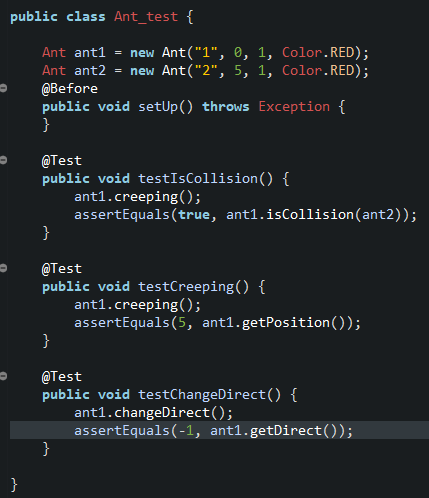 public class Ant_test {
Ant ant1 = new Ant("1", 0, 1, Color.RED);
Ant ant2 = new Ant("2", 5, 1, Color.RED);
@Before
public void setUp() throws Exception {
}
@Test
public void testIsCollision() {
ant1.creeping();
assertEquals(true, ant1.isCollision(ant2));
}
@Test
public void testCreeping() {
ant1.creeping();
assertEquals(5, ant1.getPosition());
}
@Test
public void testChangeDirect() {
ant1.changeDirect();
assertEquals(-1, ant1.getDirect());
}
}